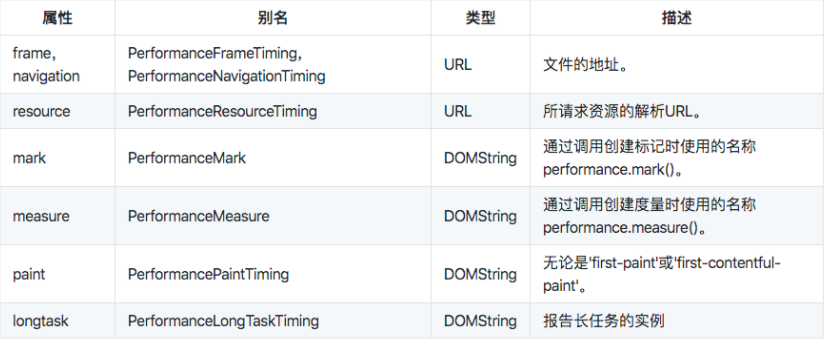 属性 别名 类型 描述
frame, PerformanceFrameTiming,
navigation PerformanceNavigationTiming URL 文件的地址。
resource PerformanceResourceTiming URL 所请求资源的解析URL。
mark PerformanceMark DOMString 通过调用创建标记时使用的名称
performance.mark()。
measure PerformanceMeasure DOMString 通过调用创建度量时使用的名称
performance.measure()。
paint PerformancePaintTiming DOMString 无论是'first-paint'或'first-contentful-
paint'。
longtask PerformanceLongTaskTiming DOMString 报告长任务的实例